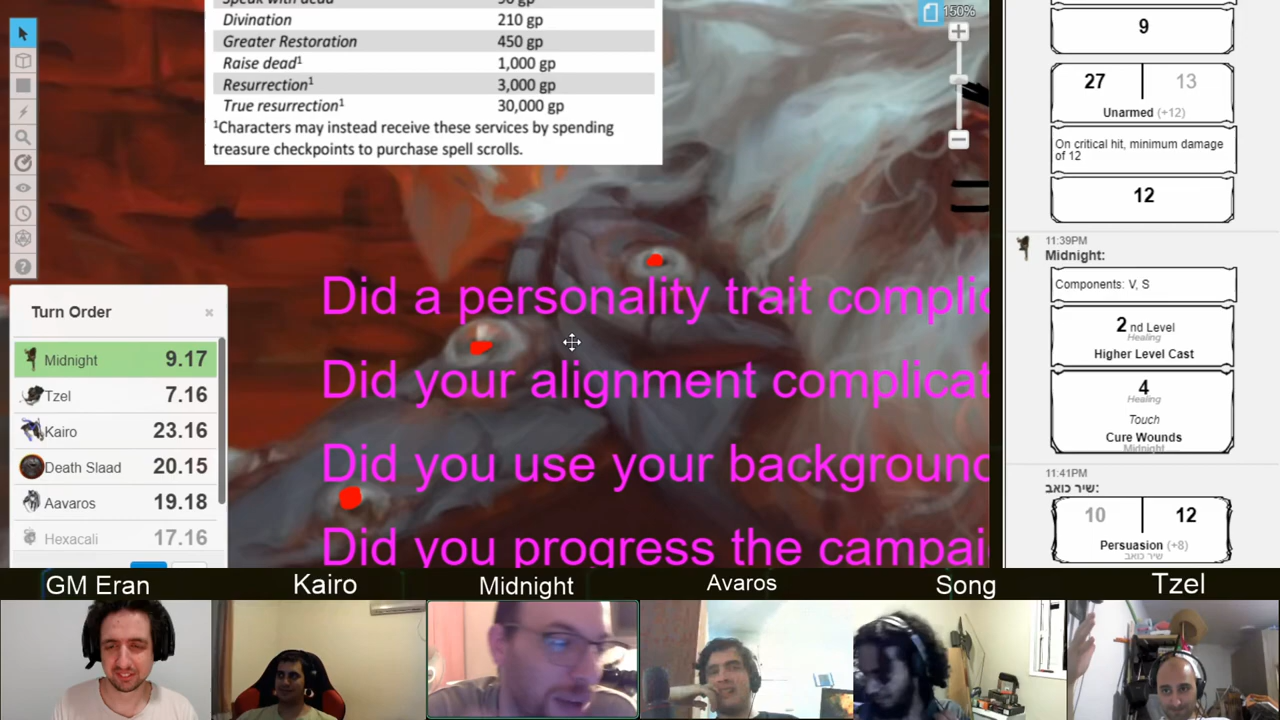 Divination 210 gp
Greater Restoration 450 gp
Raise dead¹ 1,000 gp
Resurrection¹ 3,000 gp
True resurrection¹ 30,000 gp
¹Characters may instead receive these services by spending
treasure checkpoints to purchase spell scrolls.
150%
Did a personality trait complic
Did your alignment complicat
Did you use your background
Did you progress the campai
Turn Order ×
Midnight 9.17
Tzel 7.16
Kairo 23.16
Death Slaad 20.15
Aavaros 19.18
Hexacali 17.16
9
27 13
Unarmed (+12)
On critical hit, minimum damage
of 12
12
11:39PM
Midnight:
Components: V, S
2 nd Level
Healing
Higher Level Cast
4
Healing
Touch
Cure Wounds
Midnight
11:41PM
שיר כואב:
10 12
Persuasion (+8)
שיר כואב
GM Eran
Kairo
Midnight
Avaros
Song
Tzel